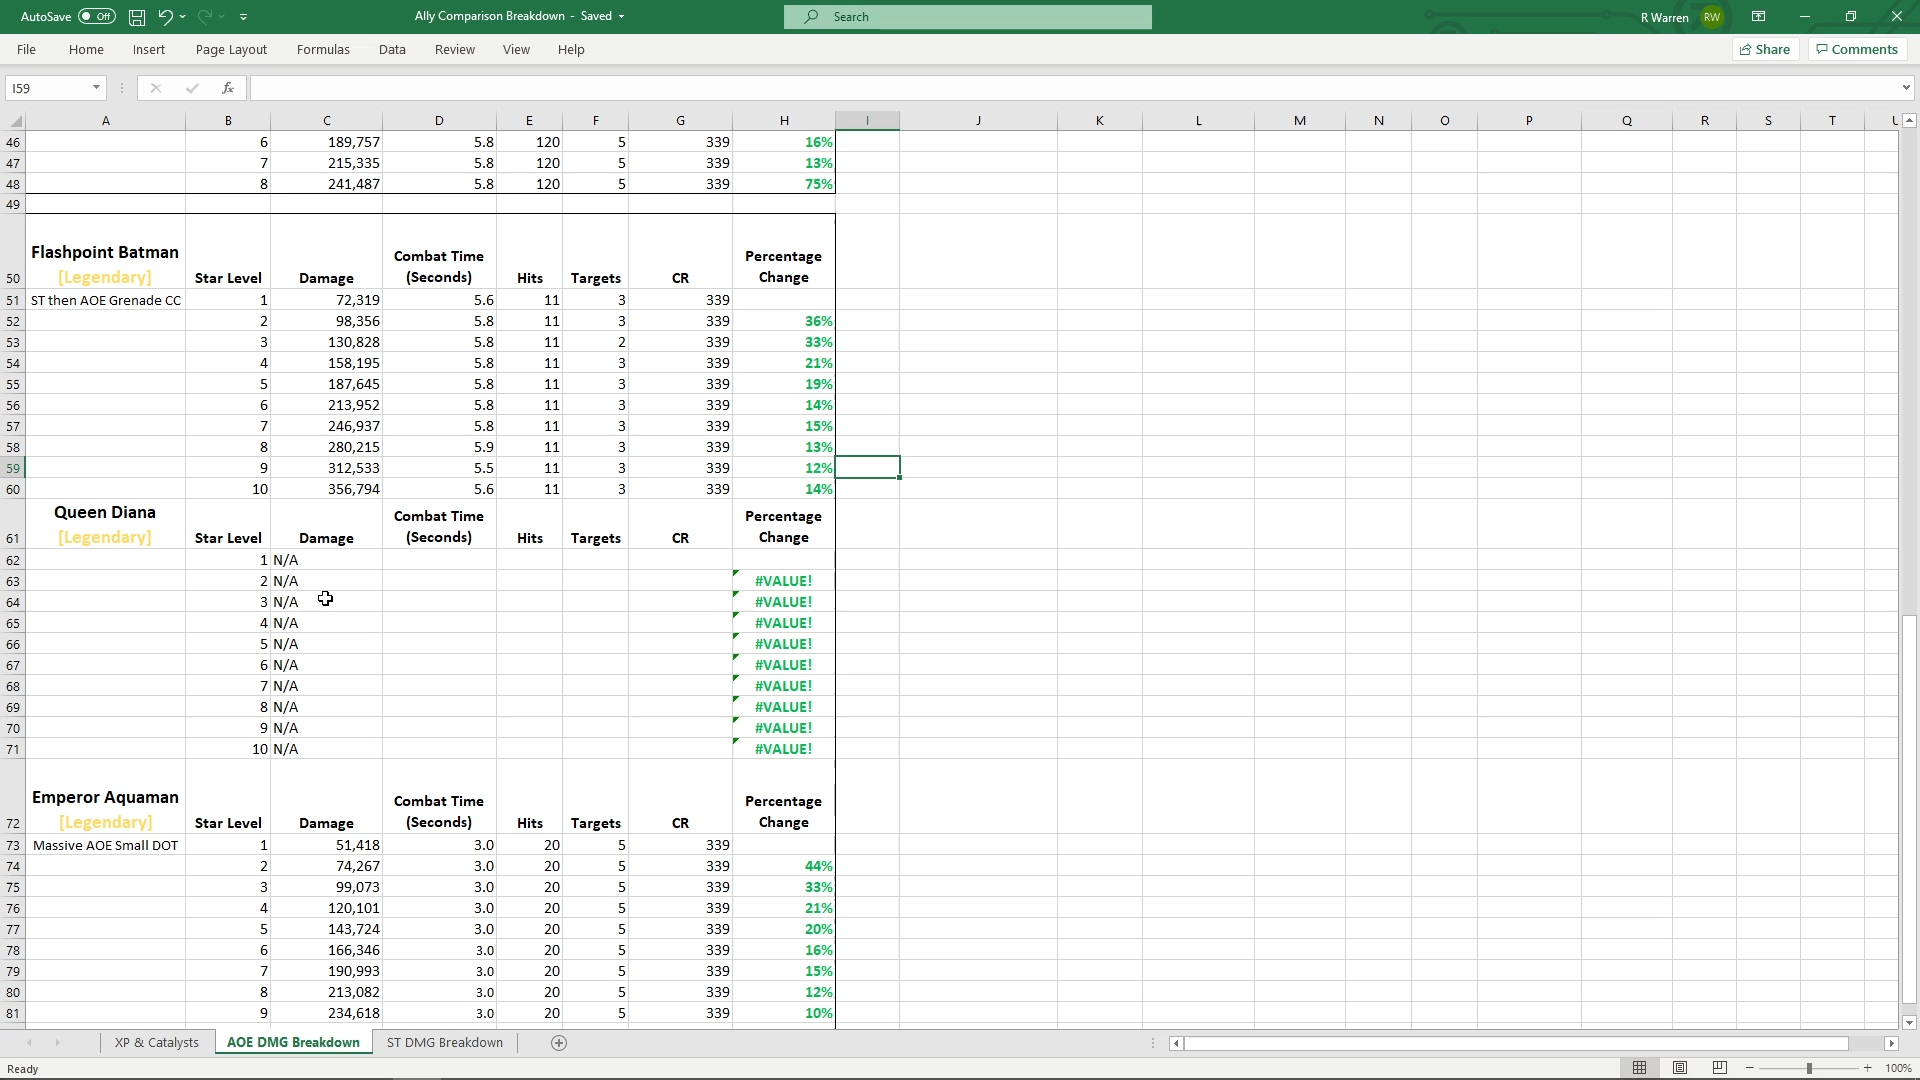 AutoSave Off Ally Comparison Breakdown - Saved Search R Warren RW
File Home Insert Page Layout Formulas Data Review View Help Share Comments
I59 fx
A B C D E F G H I J K L M N O P Q R S T U
46 6 189,757 5.8 120 5 339 16%
47 7 215,335 5.8 120 5 339 13%
48 8 241,487 5.8 120 5 339 75%
49
Flashpoint Batman Combat Time Percentage
50 [Legendary] Star Level Damage (Seconds) Hits Targets CR Change
51 ST then AOE Grenade CC 1 72,319 5.6 11 3 339
52 2 98,356 5.8 11 3 339 36%
53 3 130,828 5.8 11 2 339 33%
54 4 158,195 5.8 11 3 339 21%
55 5 187,645 5.8 11 3 339 19%
56 6 213,952 5.8 11 3 339 14%
57 7 246,937 5.8 11 3 339 15%
58 8 280,215 5.9 11 3 339 13%
59 9 312,533 5.5 11 3 339 12%
60 10 356,794 5.6 11 3 339 14%
Queen Diana Combat Time Percentage
61 [Legendary] Star Level Damage (Seconds) Hits Targets CR Change
62 1 N/A
63 2 N/A #VALUE!
64 3 N/A #VALUE!
65 4 N/A #VALUE!
66 5 N/A #VALUE!
67 6 N/A #VALUE!
68 7 N/A #VALUE!
69 8 N/A #VALUE!
70 9 N/A #VALUE!
71 10 N/A #VALUE!
Emperor Aquaman Combat Time Percentage
72 [Legendary] Star Level Damage (Seconds) Hits Targets CR Change
73 Massive AOE Small DOT 1 51,418 3.0 20 5 339
74 2 74,267 3.0 20 5 339 44%
75 3 99,073 3.0 20 5 339 33%
76 4 120,101 3.0 20 5 339 21%
77 5 143,724 3.0 20 5 339 20%
78 6 166,346 3.0 20 5 339 16%
79 7 190,993 3.0 20 5 339 15%
80 8 213,082 3.0 20 5 339 12%
81 9 234,618 3.0 20 5 339 10%
XP & Catalysts AOE DMG Breakdown ST DMG Breakdown
Ready 100%